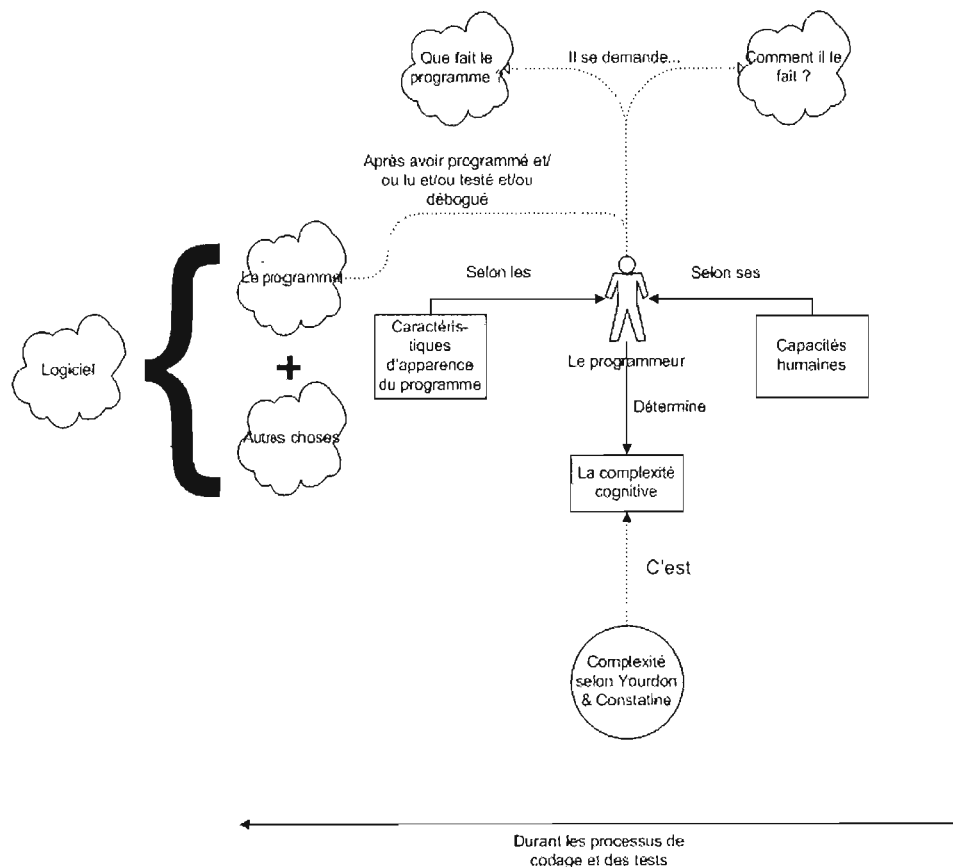 Que fait le
programme ?
Il se demande...
Comment il le
fait ?
Après avoir programmé et/
ou lu et/ou testé et/ou
débogué
Le programme
Selon les
Selon ses
Logiciel
+
Caractéris-
tiques
d'apparence
du programme
Le programmeur
Capacités
humaines
Autres choses
Détermine
La complexité
cognitive
C'est
Complexité
selon Yourdon
& Constatine
Durant les processus de
codage et des tests